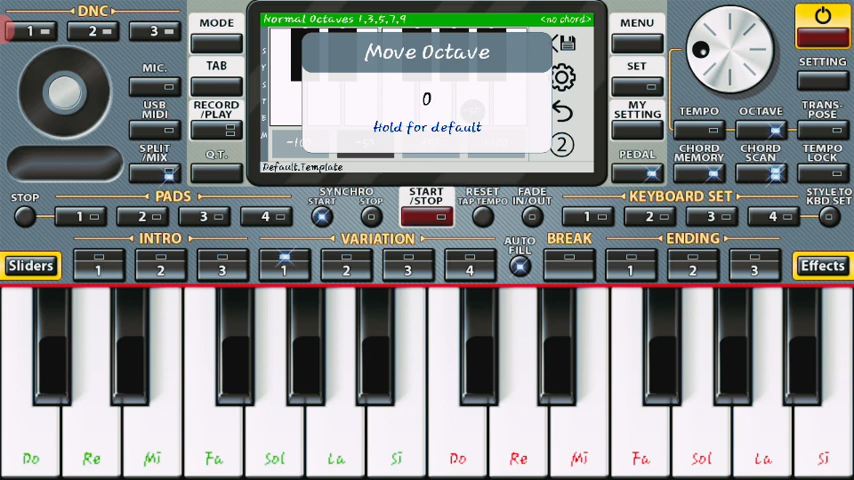 DNC
1 2 3
MODE
TAB
RECORD
/PLAY
Q.T.
MIC.
USB
MIDI
SPLIT
/MIX
Normal Octaves 1,3,5,7,9 <no chord>
Move Octave
0
Hold for default
2
Default.Template
MENU
SET
MY
SETTING
PEDAL
SETTING
TEMPO OCTAVE TRANS-
POSE
CHORD
MEMORY
CHORD
SCAN
TEMPO
LOCK
STOP
PADS
1 2 3 4
SYNCHRO
START STOP
START
/STOP
RESET
TAP TEMPO
FADE
IN/OUT
KEYBOARD SET
1 2 3 4
STYLE TO
KBD SET
Sliders
INTRO
1 2 3
VARIATION
1 2 3 4
AUTO
FILL
BREAK
ENDING
1 2 3
Effects
Do Re Mi Fa Sol La Si Do Re Mi Fa Sol La Si